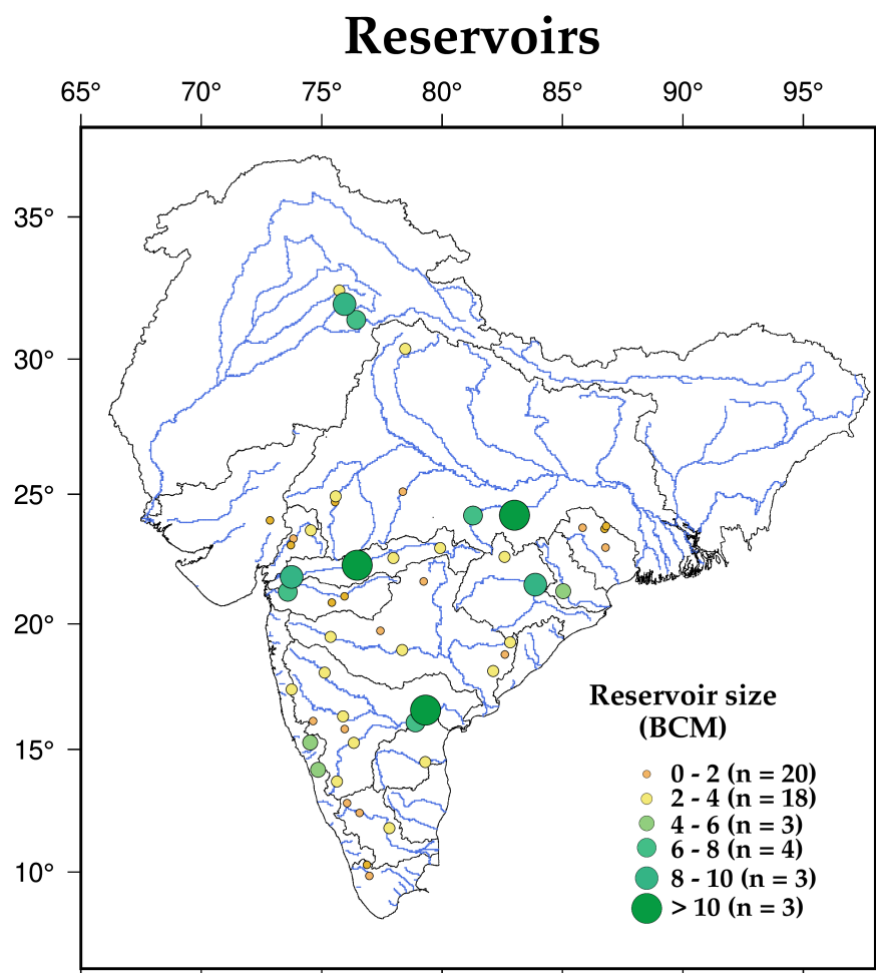 Reservoirs
65° 70° 75° 80° 85° 90° 95°
35°
30°
25°
20°
15°
10°
Reservoir size
(BCM)
0 - 2 (n = 20)
2 - 4 (n = 18)
4 - 6 (n = 3)
6 - 8 (n = 4)
8 - 10 (n = 3)
> 10 (n = 3)